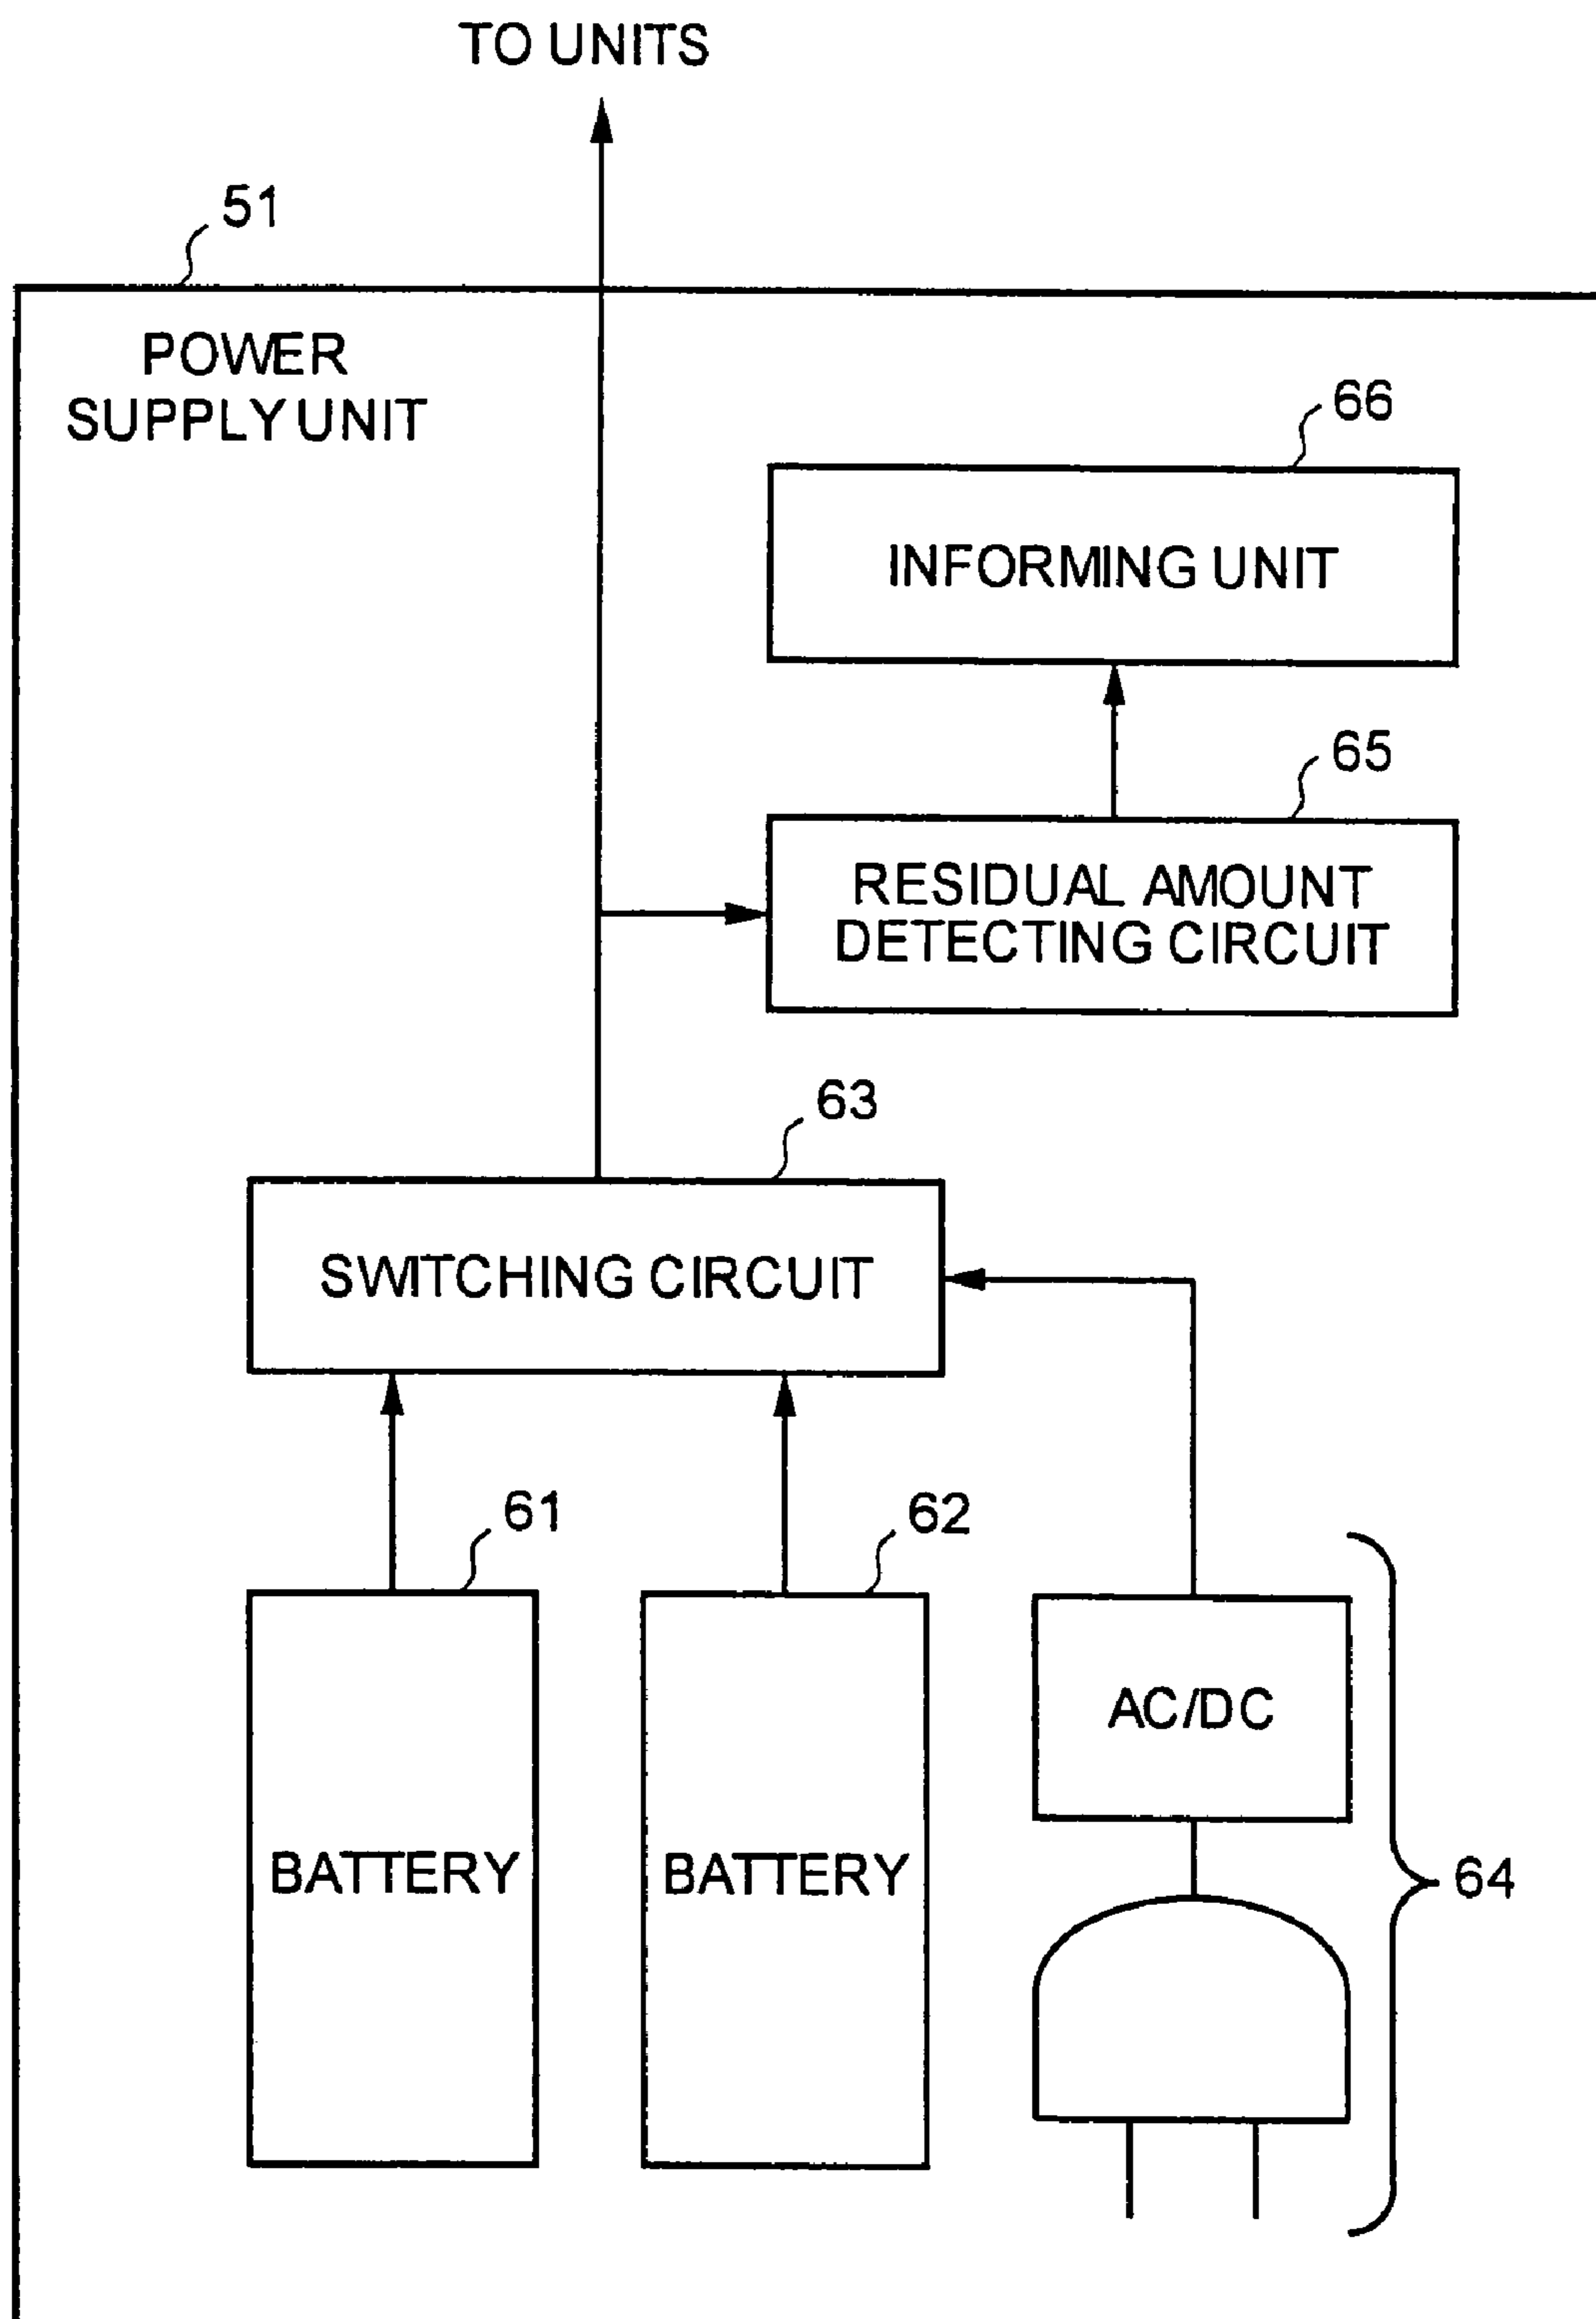 TO UNITS
51
POWER
SUPPLY UNIT
66
INFORMING UNIT
65
RESIDUAL AMOUNT
DETECTING CIRCUIT
63
SWITCHING CIRCUIT
61
62
AC/DC
BATTERY
BATTERY
64